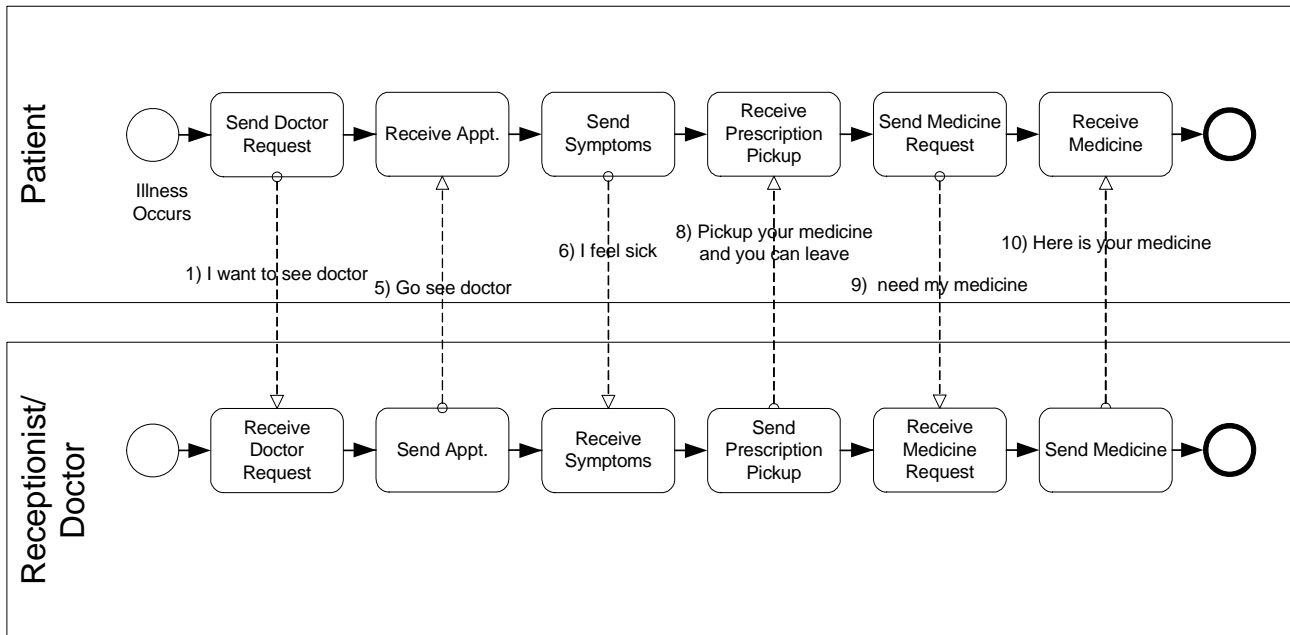 Patient
Send Doctor
Request
Receive Appt.
Send
Symptoms
Receive
Prescription
Pickup
Send Medicine
Request
Receive
Medicine
Illness
Occurs
1) I want to see doctor
5) Go see doctor
6) I feel sick
8) Pickup your medicine
and you can leave
9)  need my medicine
10) Here is your medicine
Receptionist/
Doctor
Receive
Doctor
Request
Send Appt.
Receive
Symptoms
Send
Prescription
Pickup
Receive
Medicine
Request
Send Medicine